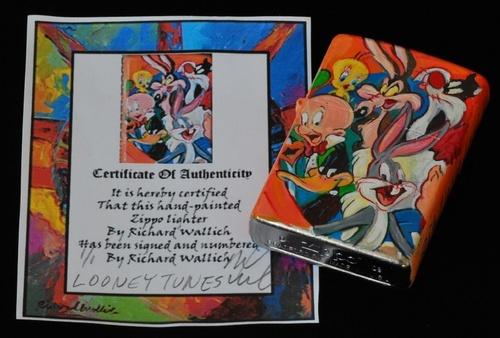 Certificate Of Authenticity
It is hereby certified
That this hand-painted
Zippo lighter
By Richard Wallich
Has been signed and numbered
By Richard Wallich
1/1
LOONEY TUNES